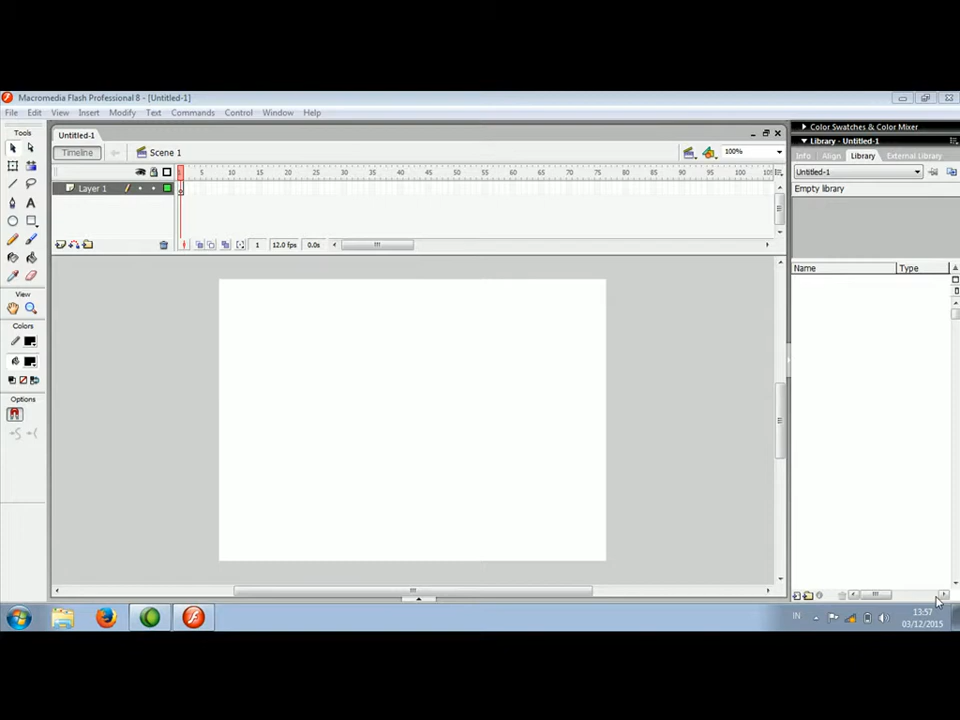 Macromedia Flash Professional 8 - [Untitled-1]
File Edit View Insert Modify Text Commands Control Window Help
Tools
Untitled-1
Color Swatches & Color Mixer
Library - Untitled-1
Timeline Scene 1 100%
Info Align Library External Library
1 5 10 15 20 25 30 35 40 45 50 55 60 65 70 75 80 85 90 95 100 105
Untitled-1
Layer 1
Empty library
1 12.0 fps 0.0s
Name Type
View
Colors
Options
IN
13:57
03/12/2015